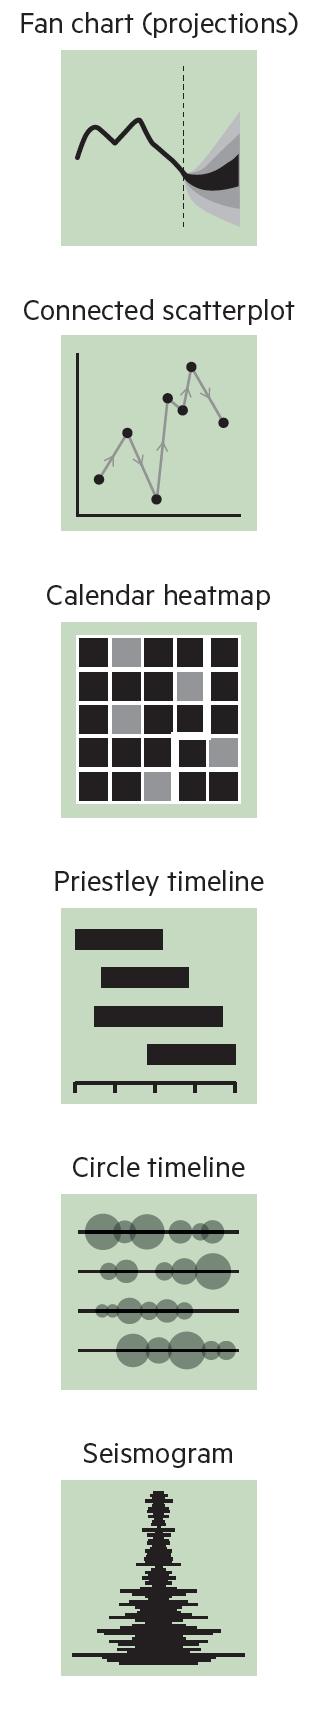 Fan chart (projections)
Connected scatterplot
Calendar heatmap
Priestley timeline
Circle timeline
Seismogram